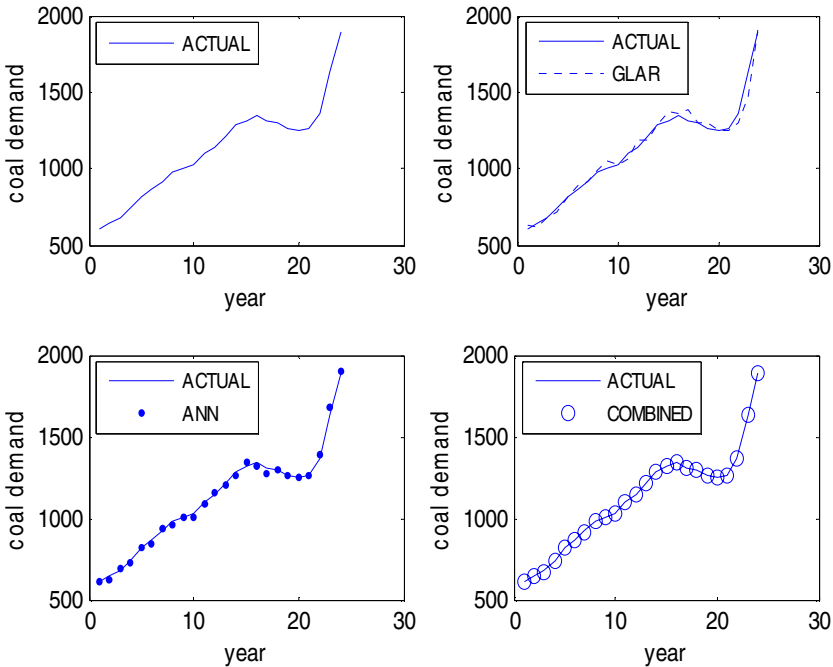 2000
1500
1000
500
coal demand
0
10
20
30
year
ACTUAL
2000
1500
1000
500
coal demand
0
10
20
30
year
ACTUAL
GLAR
2000
1500
1000
500
coal demand
0
10
20
30
year
ACTUAL
ANN
2000
1500
1000
500
coal demand
0
10
20
30
year
ACTUAL
COMBINED